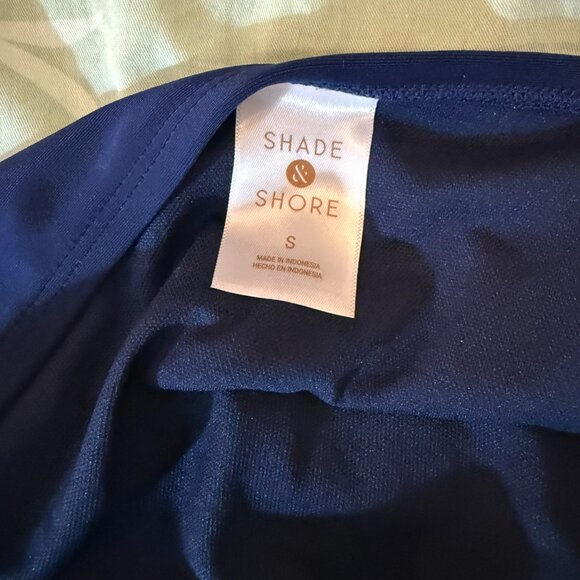 SHADE
&
SHORE
S
MADE IN INDONESIA
HECHO EN INDONESIA